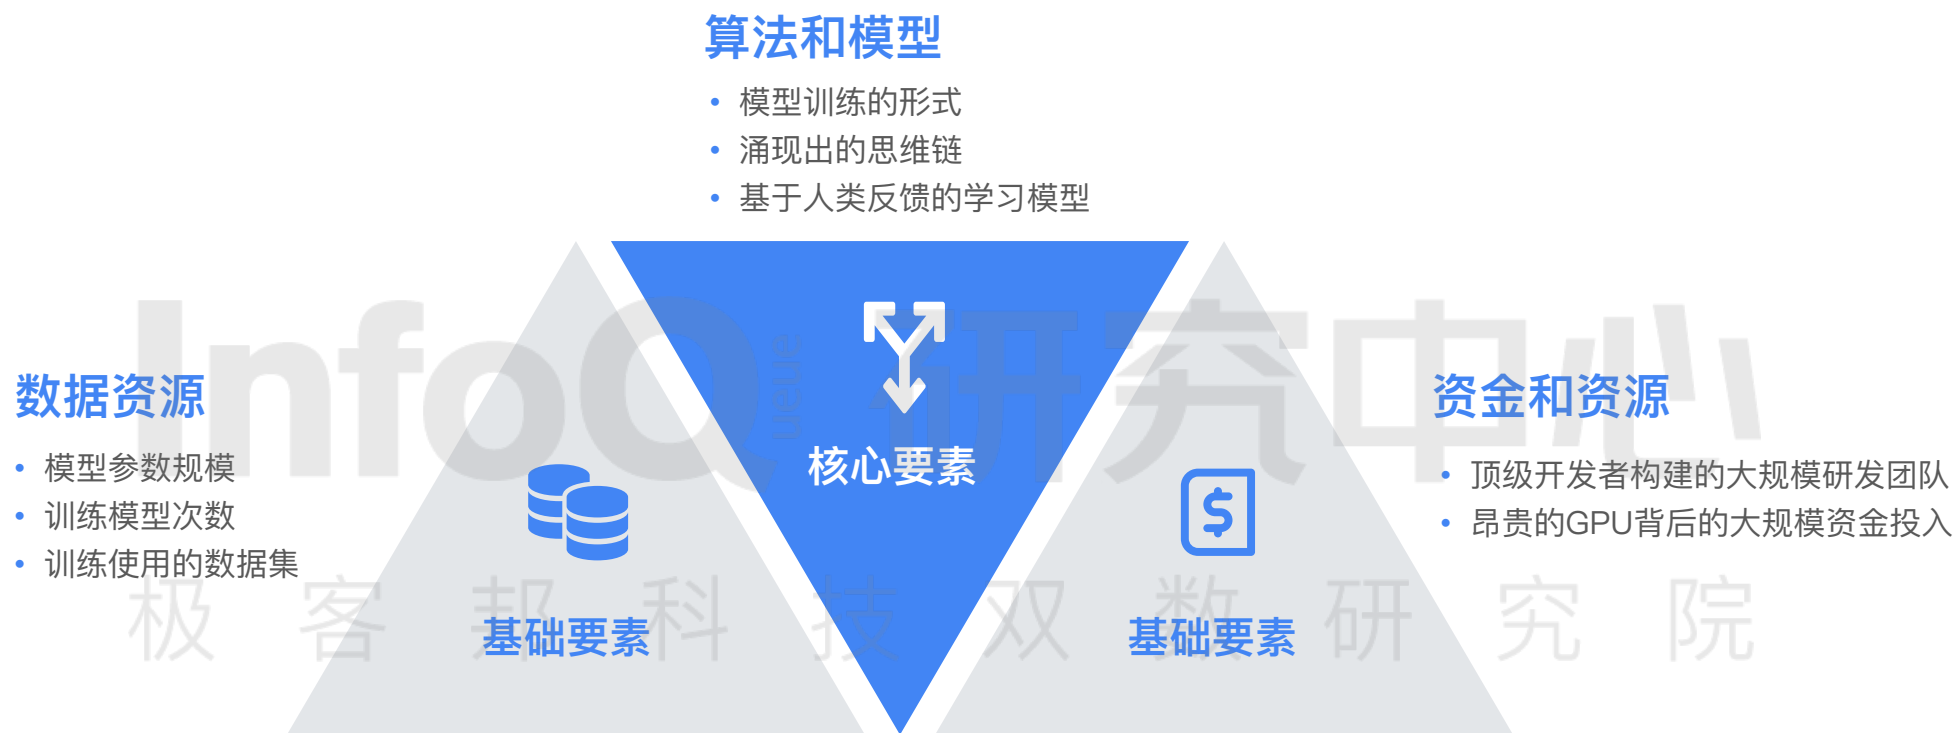 算法和模型
• 模型训练的形式
• 涌现出的思维链
• 基于人类反馈的学习模型
数据资源
• 模型参数规模
• 训练模型次数
• 训练使用的数据集
核心要素
资金和资源
• 顶级开发者构建的大规模研发团队
• 昂贵的GPU背后的大规模资金投入
基础要素
基础要素
InfoQueue 研究中心
极客邦科技双数研究院